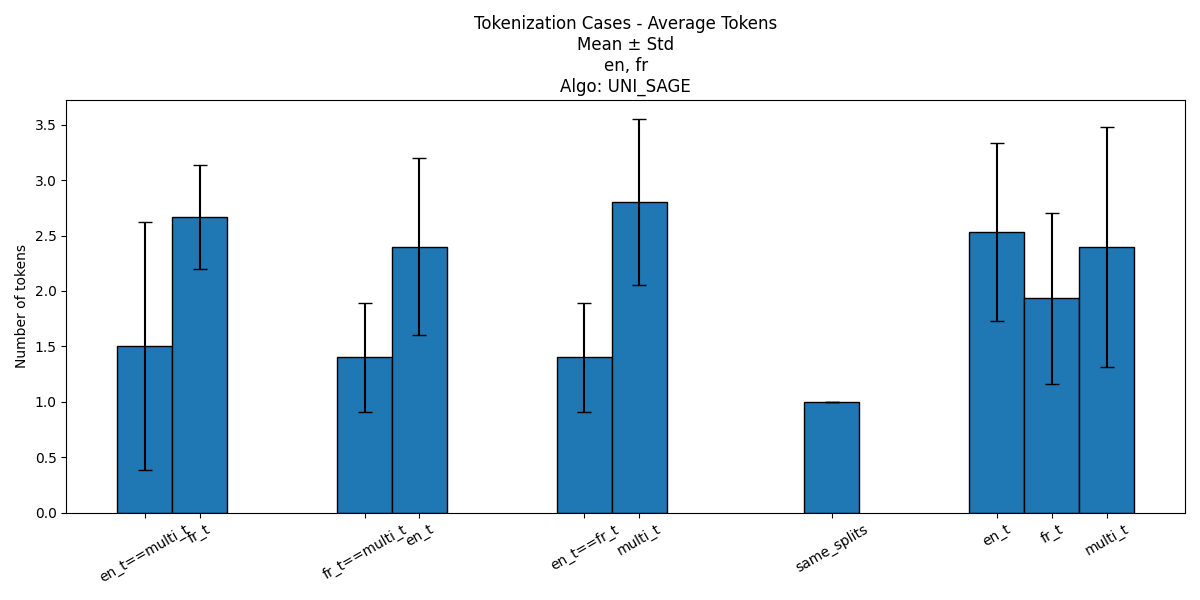 Tokenization Cases - Average Tokens
Mean ± Std
en, fr
Algo: UNI_SAGE
Number of tokens
3.5
3.0
2.5
2.0
1.5
1.0
0.5
0.0
en_t==multi_t
fr_t
fr_t==multi_t
en_t
en_t==fr_t
multi_t
same_splits
en_t
fr_t
multi_t